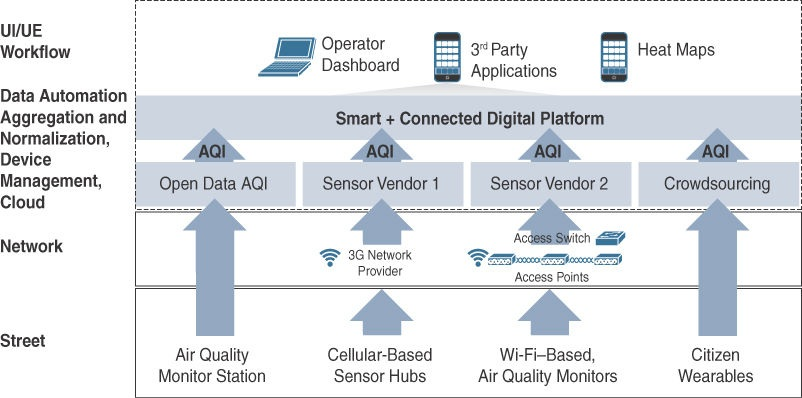 UI/UE
Workflow
Operator
Dashboard
3rd Party
Applications
Heat Maps
Data Automation
Aggregation and
Normalization,
Device
Management,
Cloud
Smart + Connected Digital Platform
AQI
AQI
AQI
AQI
Open Data AQI
Sensor Vendor 1
Sensor Vendor 2
Crowdsourcing
Network
3G Network
Provider
Access Switch
Access Points
Street
Air Quality
Monitor Station
Cellular-Based
Sensor Hubs
Wi-Fi–Based,
Air Quality Monitors
Citizen
Wearables